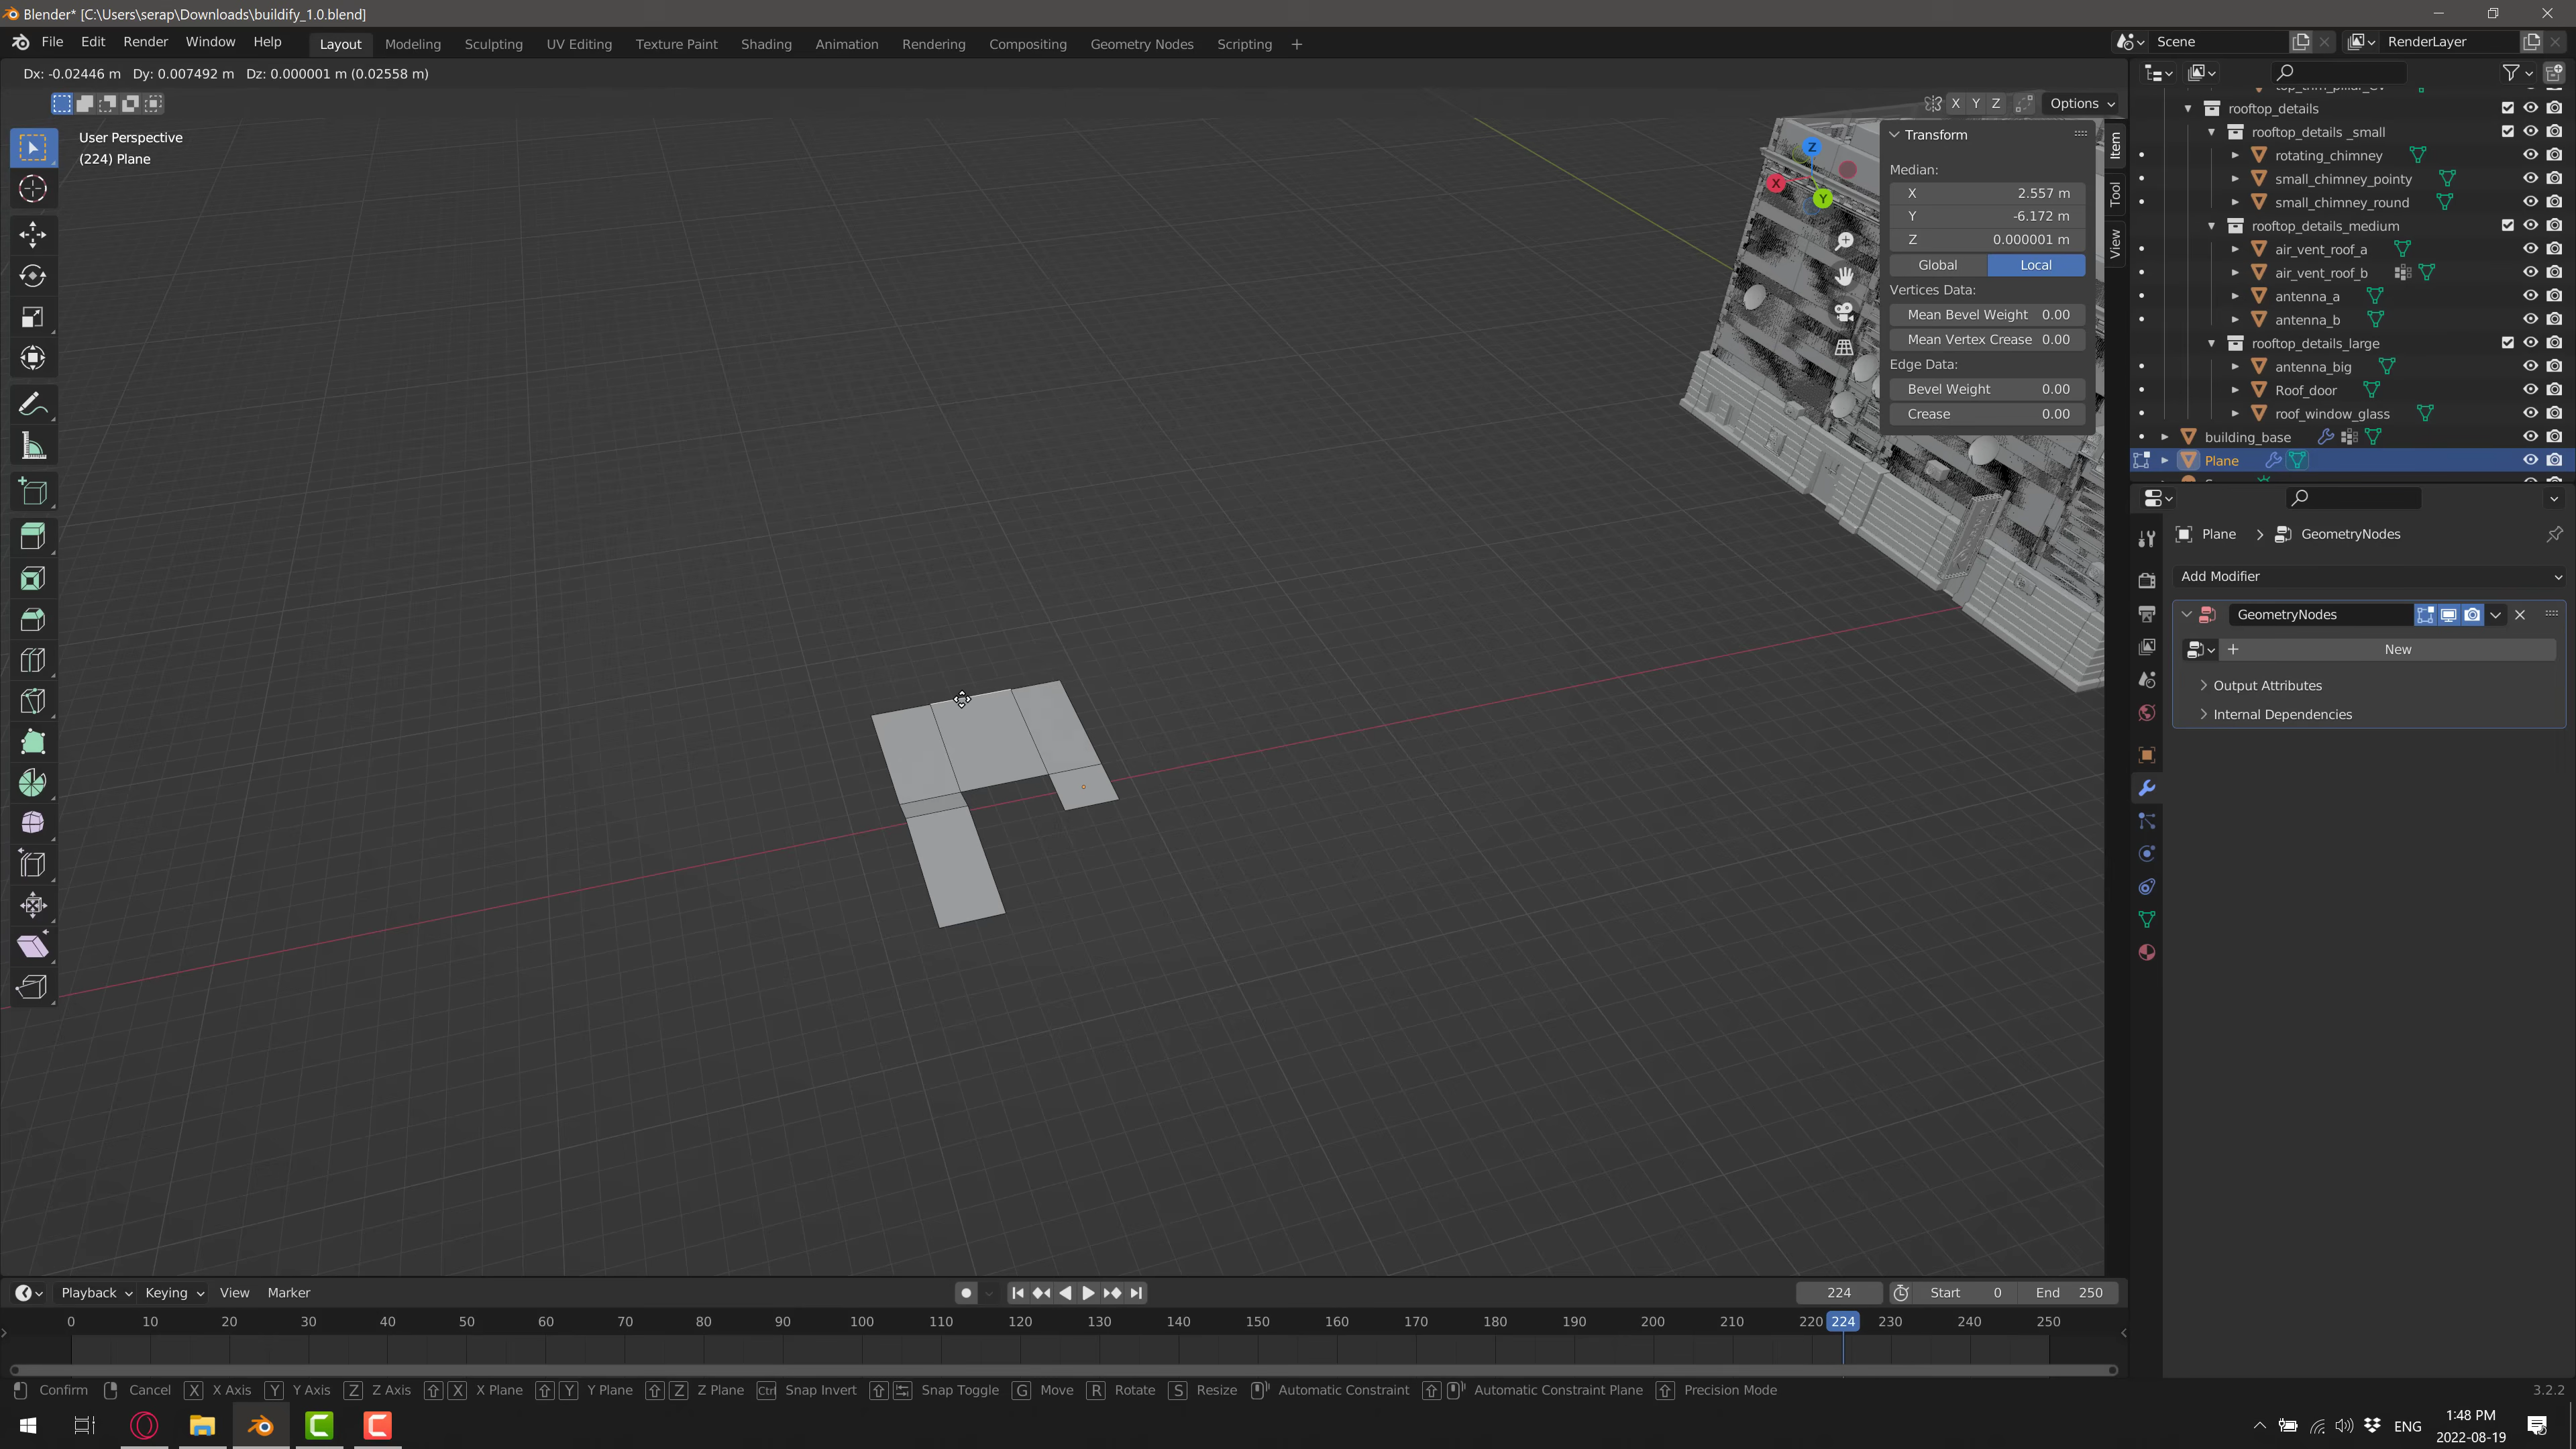 Blender* [C:\Users\serap\Downloads\buildify_1.0.blend]
File Edit Render Window Help Layout Modeling Sculpting UV Editing Texture Paint Shading Animation Rendering Compositing Geometry Nodes Scripting + Scene RenderLayer
Dx: -0.02446 m Dy: 0.007492 m Dz: 0.000001 m (0.02558 m)
X Y Z Options
User Perspective
(224) Plane
Transform
Median:
X 2.557 m
Y -6.172 m
Z 0.000001 m
Global Local
Vertices Data:
Mean Bevel Weight 0.00
Mean Vertex Crease 0.00
Edge Data:
Bevel Weight 0.00
Crease 0.00
Z
X
Y
Item
Tool
View
rooftop_details
rooftop_details _small
rotating_chimney
small_chimney_pointy
small_chimney_round
rooftop_details_medium
air_vent_roof_a
air_vent_roof_b
antenna_a
antenna_b
rooftop_details_large
antenna_big
Roof_door
roof_window_glass
building_base
Plane
Plane > GeometryNodes
Add Modifier
GeometryNodes
+ New
Output Attributes
Internal Dependencies
Playback Keying View Marker 224 Start 0 End 250
0 10 20 30 40 50 60 70 80 90 100 110 120 130 140 150 160 170 180 190 200 210 220 224 230 240 250
Confirm Cancel X X Axis Y Y Axis Z Z Axis X X Plane Y Y Plane Z Z Plane Ctrl Snap Invert Snap Toggle G Move R Rotate S Resize Automatic Constraint Automatic Constraint Plane Precision Mode 3.2.2
ENG
1:48 PM
2022-08-19